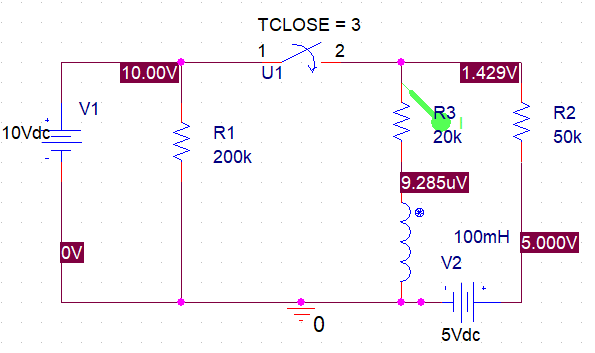 TCLOSE = 3
1
2
10.00V
U1
1.429V
V1
R3
R2
10Vdc
R1
20k
50k
200k
I
9.285uV
0V
100mH
5.000V
V2
0
5Vdc